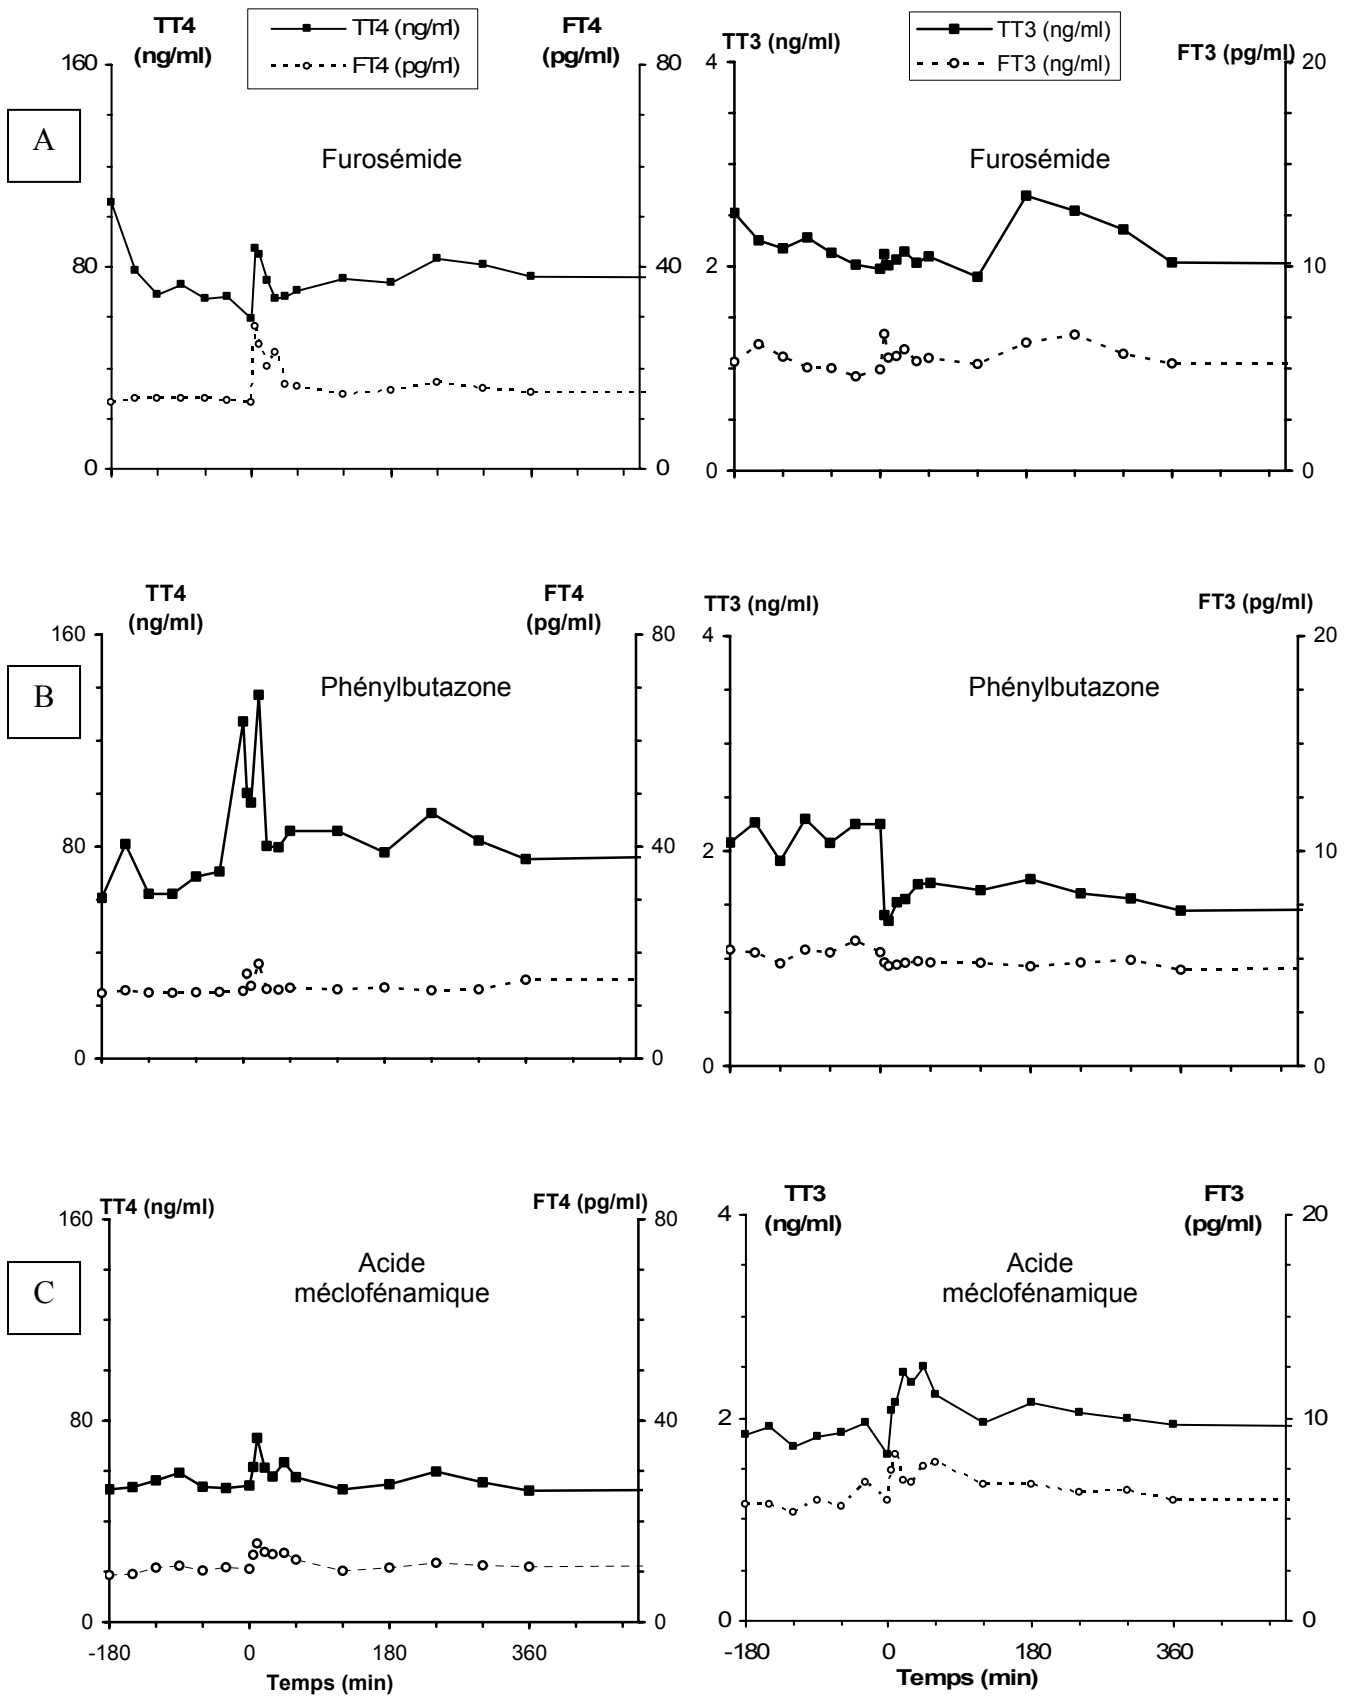 TT4
(ng/ml)
TT4 (ng/ml)
FT4 (pg/ml)
FT4
(pg/ml)
160
80
0
80
40
0
A
Furosémide
TT3 (ng/ml)
TT3 (ng/ml)
FT3 (ng/ml)
FT3 (pg/ml)
4
2
0
20
10
0
Furosémide
TT4
(ng/ml)
FT4
(pg/ml)
160
80
0
80
40
0
B
Phénylbutazone
TT3 (ng/ml)
FT3 (pg/ml)
4
2
0
20
10
0
Phénylbutazone
TT4 (ng/ml)
FT4 (pg/ml)
160
80
0
80
40
0
C
Acide
méclofénamique
-180 0 180 360
Temps (min)
TT3
(ng/ml)
FT3
(pg/ml)
4
2
0
20
10
0
Acide
méclofénamique
-180 0 180 360
Temps (min)